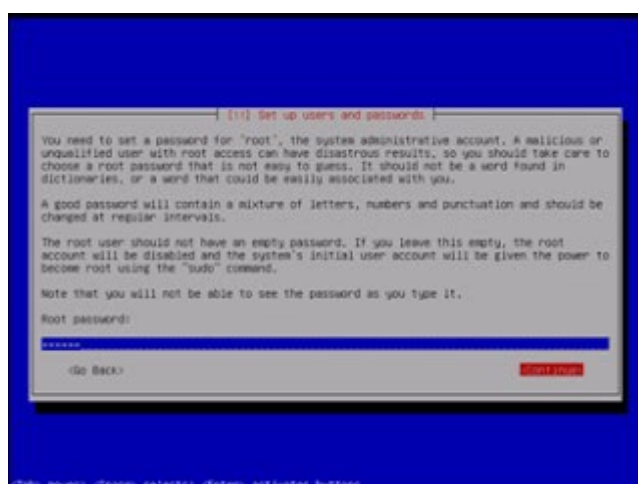 [!!] Set up users and passwords
You need to set a password for 'root', the system administrative account. A malicious or
unqualified user with root access can have disastrous results, so you should take care to
choose a root password that is not easy to guess. It should not be a word found in
dictionaries, or a word that could be easily associated with you.
A good password will contain a mixture of letters, numbers and punctuation and should be
changed at regular intervals.
The root user should not have an empty password. If you leave this empty, the root
account will be disabled and the system's initial user account will be given the power to
become root using the "sudo" command.
Note that you will not be able to see the password as you type it.
Root password:
<Go Back>
<Continue>
<Tab> moves; <Space> selects; <Enter> activates buttons